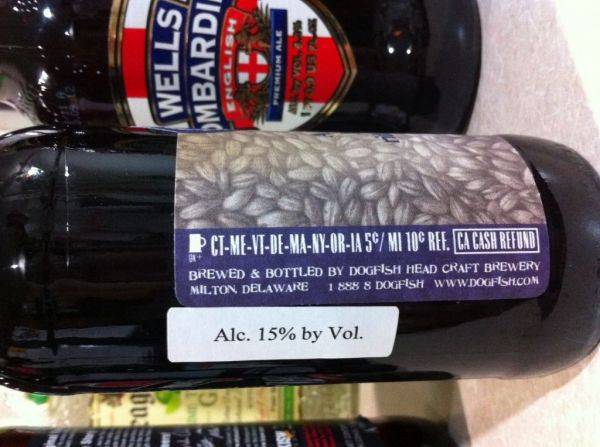 WELLS
OMBARDI
ENGLISH
PREMIUM ALE
CT-ME-VT-DE-MA-NY-OR-IA 5¢/ MI 10¢ REF. CA CASH REFUND
BREWED & BOTTLED BY DOGFISH HEAD CRAFT BREWERY
MILTON, DELAWARE 1 888 8 DOGFISH WWW.DOGFISH.COM
Alc. 15% by Vol.